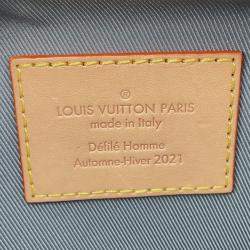 LOUIS VUITTON PARIS
made in Italy
Défilé Homme
Automne-Hiver 2021